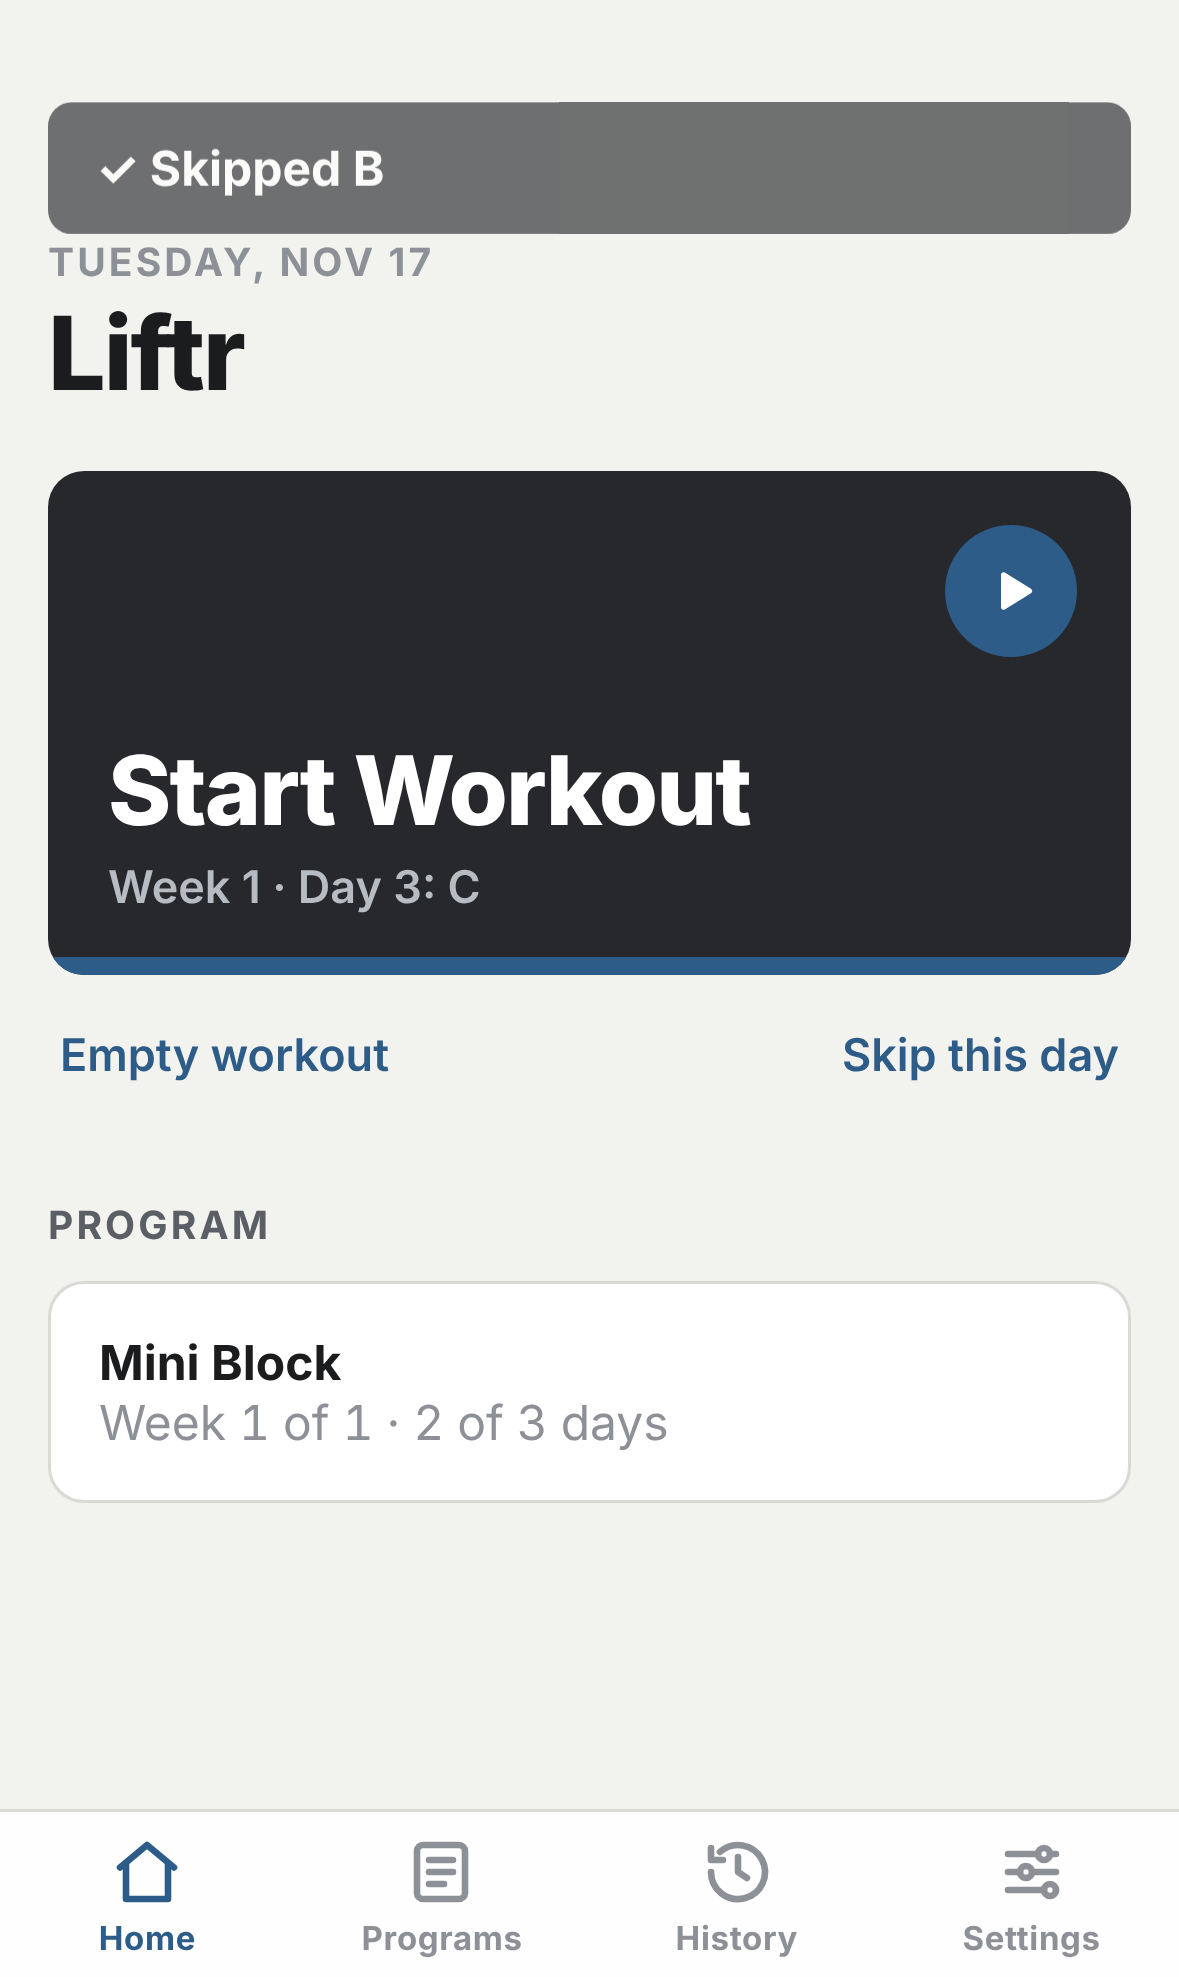 ✓ Skipped B
TUESDAY, NOV 17
Liftr
Start Workout
Week 1 · Day 3: C
Empty workout
Skip this day
PROGRAM
Mini Block
Week 1 of 1 · 2 of 3 days
Home
Programs
History
Settings